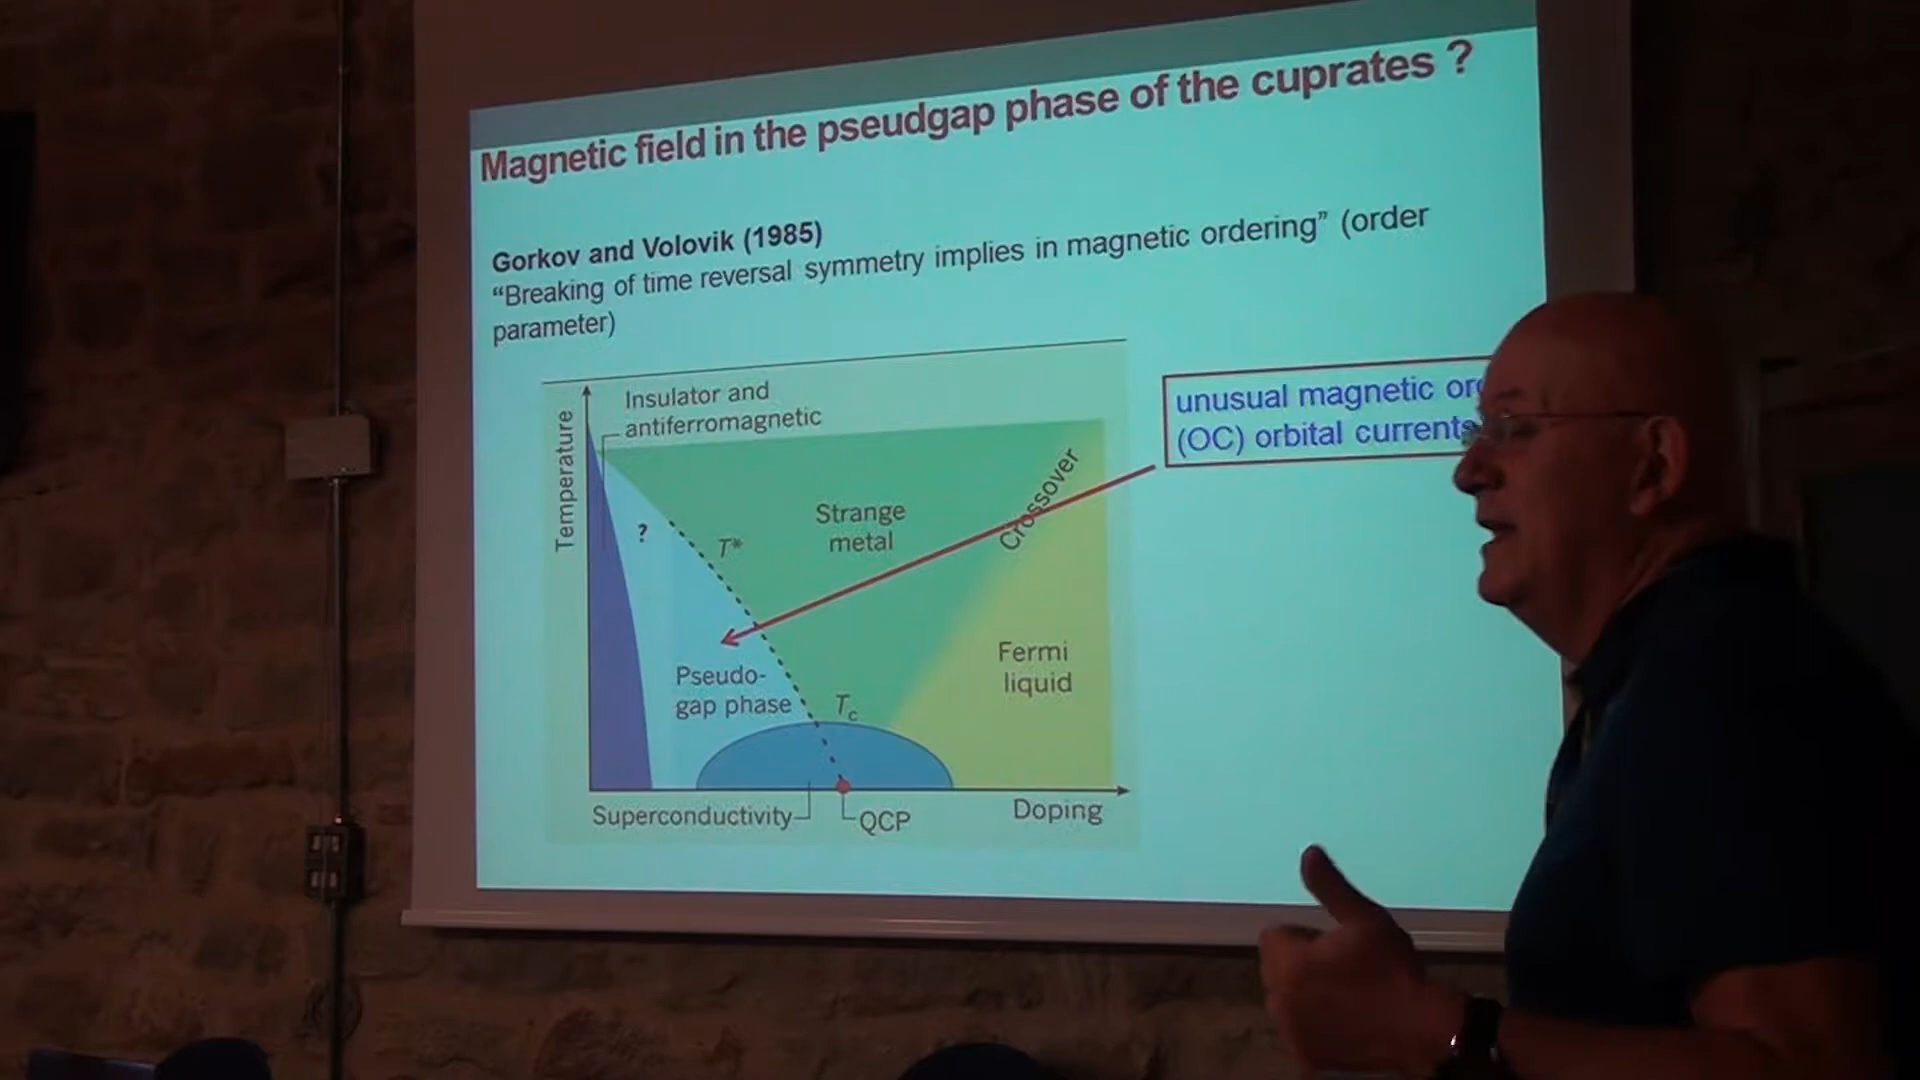 Magnetic field in the pseudgap phase of the cuprates ?
Gorkov and Volovik (1985)
“Breaking of time reversal symmetry implies in magnetic ordering” (order
parameter)
Insulator and
antiferromagnetic
unusual magnetic
(OC) orbital currents
Temperature
?
T*
Strange
metal
Crossover
Pseudo-
gap phase
Fermi
liquid
Tc
Superconductivity
QCP
Doping